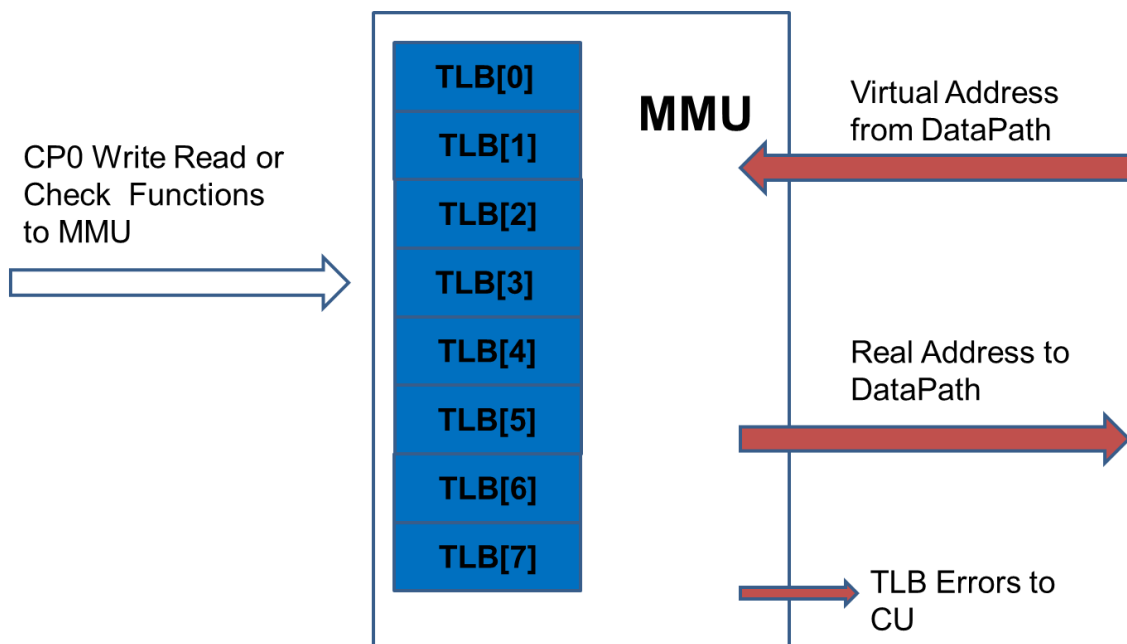 CP0 Write Read or
Check Functions
to MMU
TLB[0]
TLB[1]
TLB[2]
TLB[3]
TLB[4]
TLB[5]
TLB[6]
TLB[7]
MMU
Virtual Address
from DataPath
Real Address to
DataPath
TLB Errors to
CU